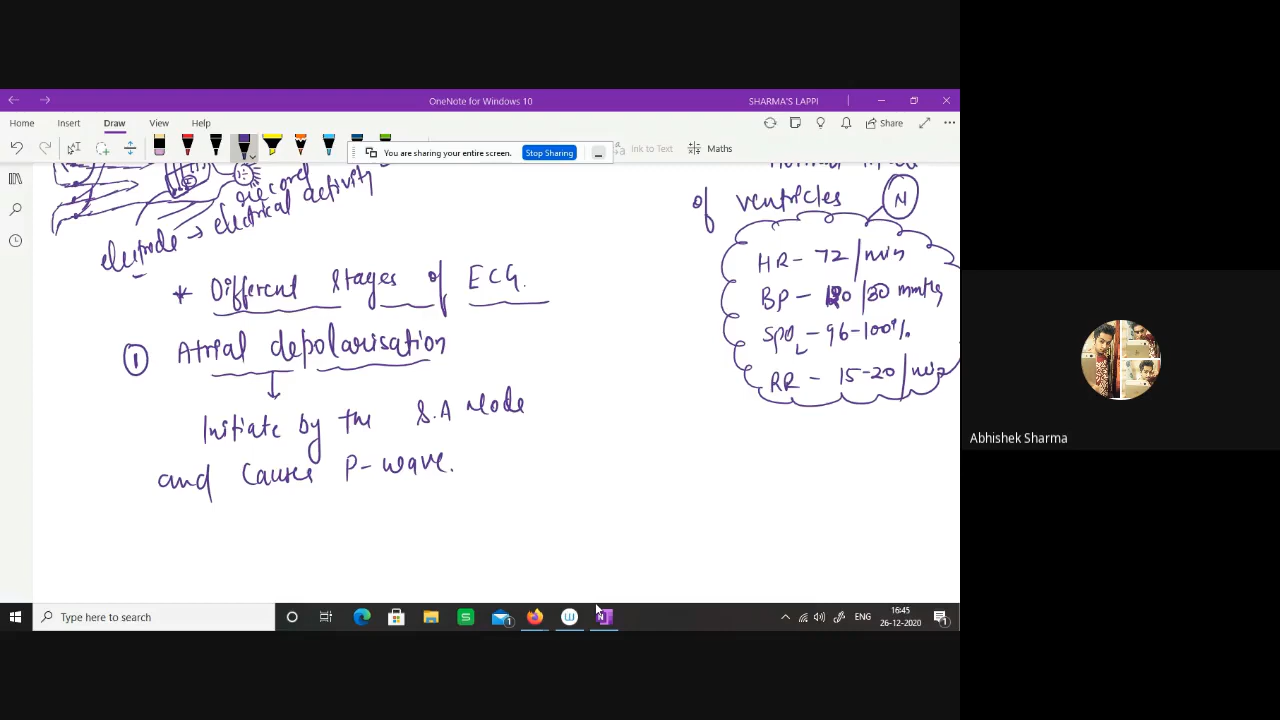 OneNote for Windows 10
SHARMA'S LAPPI
Home
Insert
Draw
View
Help
Share
You are sharing your entire screen.
Stop Sharing
Ink to Text
Maths
record
electrical activity
electrode → electrical activity
of ventricles
N
HR - 72/min
BP - 120/80 mmHg
SPO2 - 96-100%
RR - 15-20/min
* Different Stages of ECG.
① Atrial depolarisation
↓
Initiate by the S.A Node
and causes P-wave.
Abhishek Sharma
Type here to search
1
ENG
16:45
26-12-2020
1